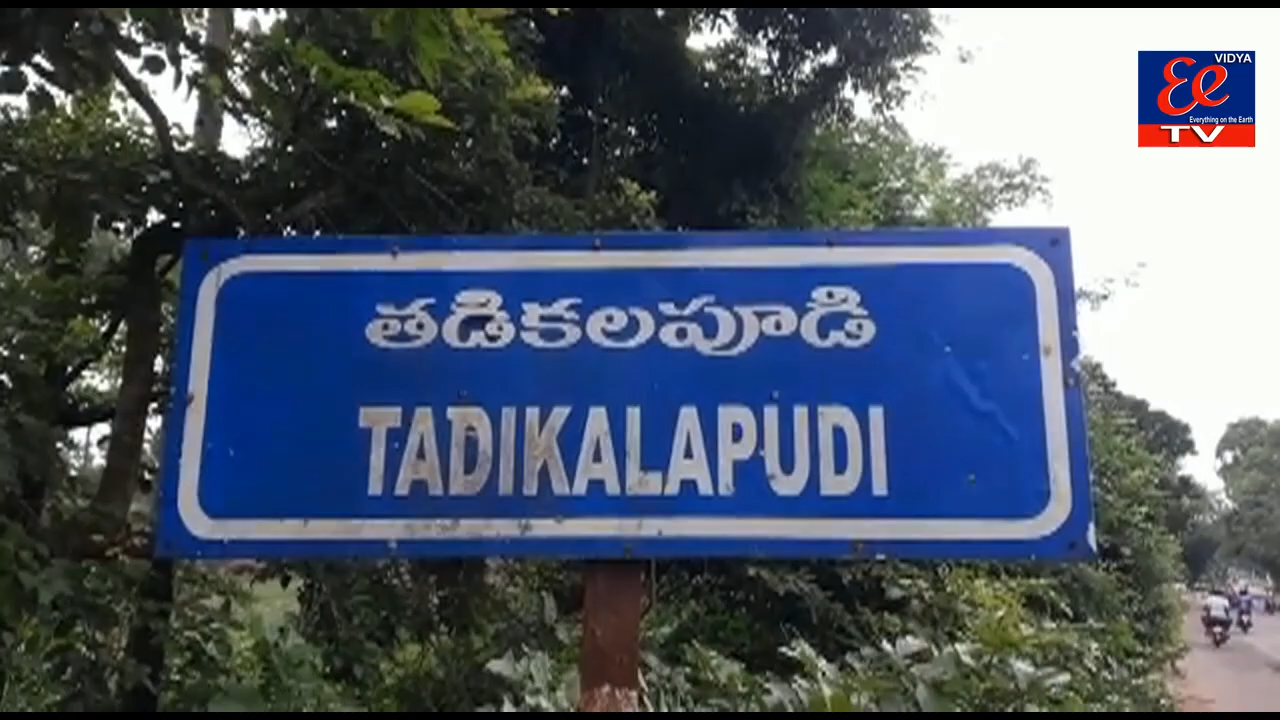 VIDYA
Ee
Everything on the Earth
TV
తడికలపూడి
TADIKALAPUDI